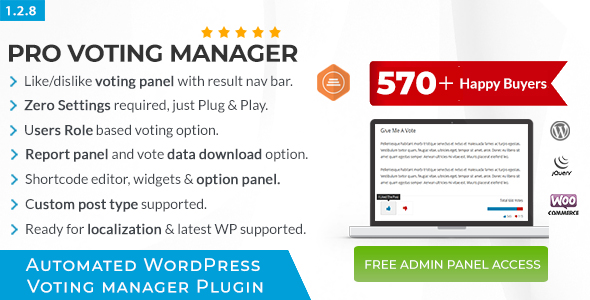 1.2.8
PRO VOTING MANAGER
Like/dislike voting panel with result nav bar.
Zero Settings required, just Plug & Play.
Users Role based voting option.
Report panel and vote data download option.
Shortcode editor, widgets & option panel.
Custom post type supported.
Ready for localization & latest WP supported.
AUTOMATED WORDPRESS
VOTING MANAGER PLUGIN
570+ Happy Buyers
Give Me A Vote
jQuery
WOO
COMMERCE
FREE ADMIN PANEL ACCESS